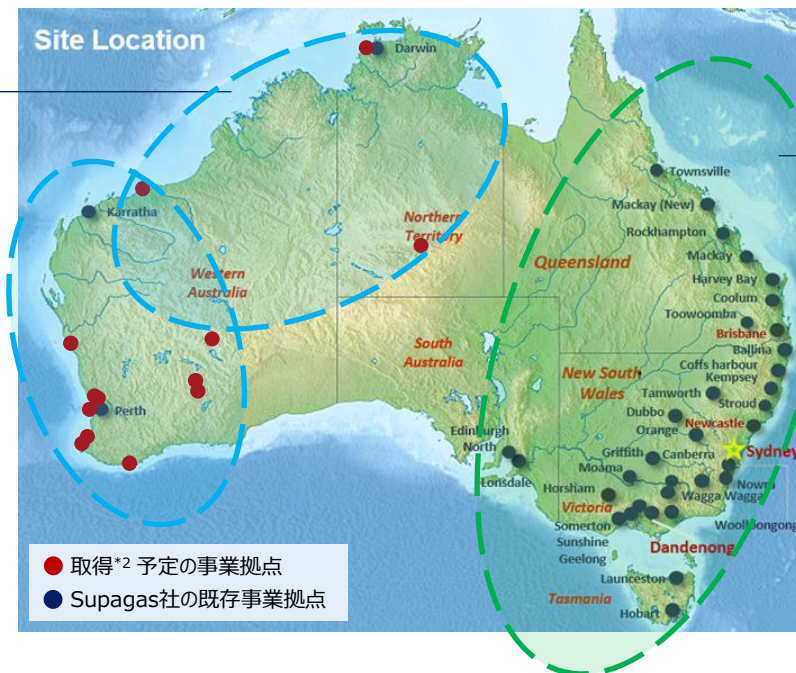 Site Location
Darwin
Karratha
Northern
Territory
Western
Australia
South
Australia
Townsville
Mackay (New)
Rockhampton
Mackay
Queensland
Harvey Bay
Coolum
Toowoomba
Brisbane
Ballina
Coffs harbour
Kempsey
New South
Wales
Tamworth
Stroud
Dubbo
Newcastle
Orange
Perth
Edinburgh
North
Sydney
Griffith
Canberra
Moama
Lonsdale
Nowra
Horsham
Wagga Wagga
Victoria
Woolloongong
Somerton
Sunshine
Geelong
Dandenong
Launceston
Tasmania
Hobart
取得*2 予定の事業拠点
Supagas社の既存事業拠点